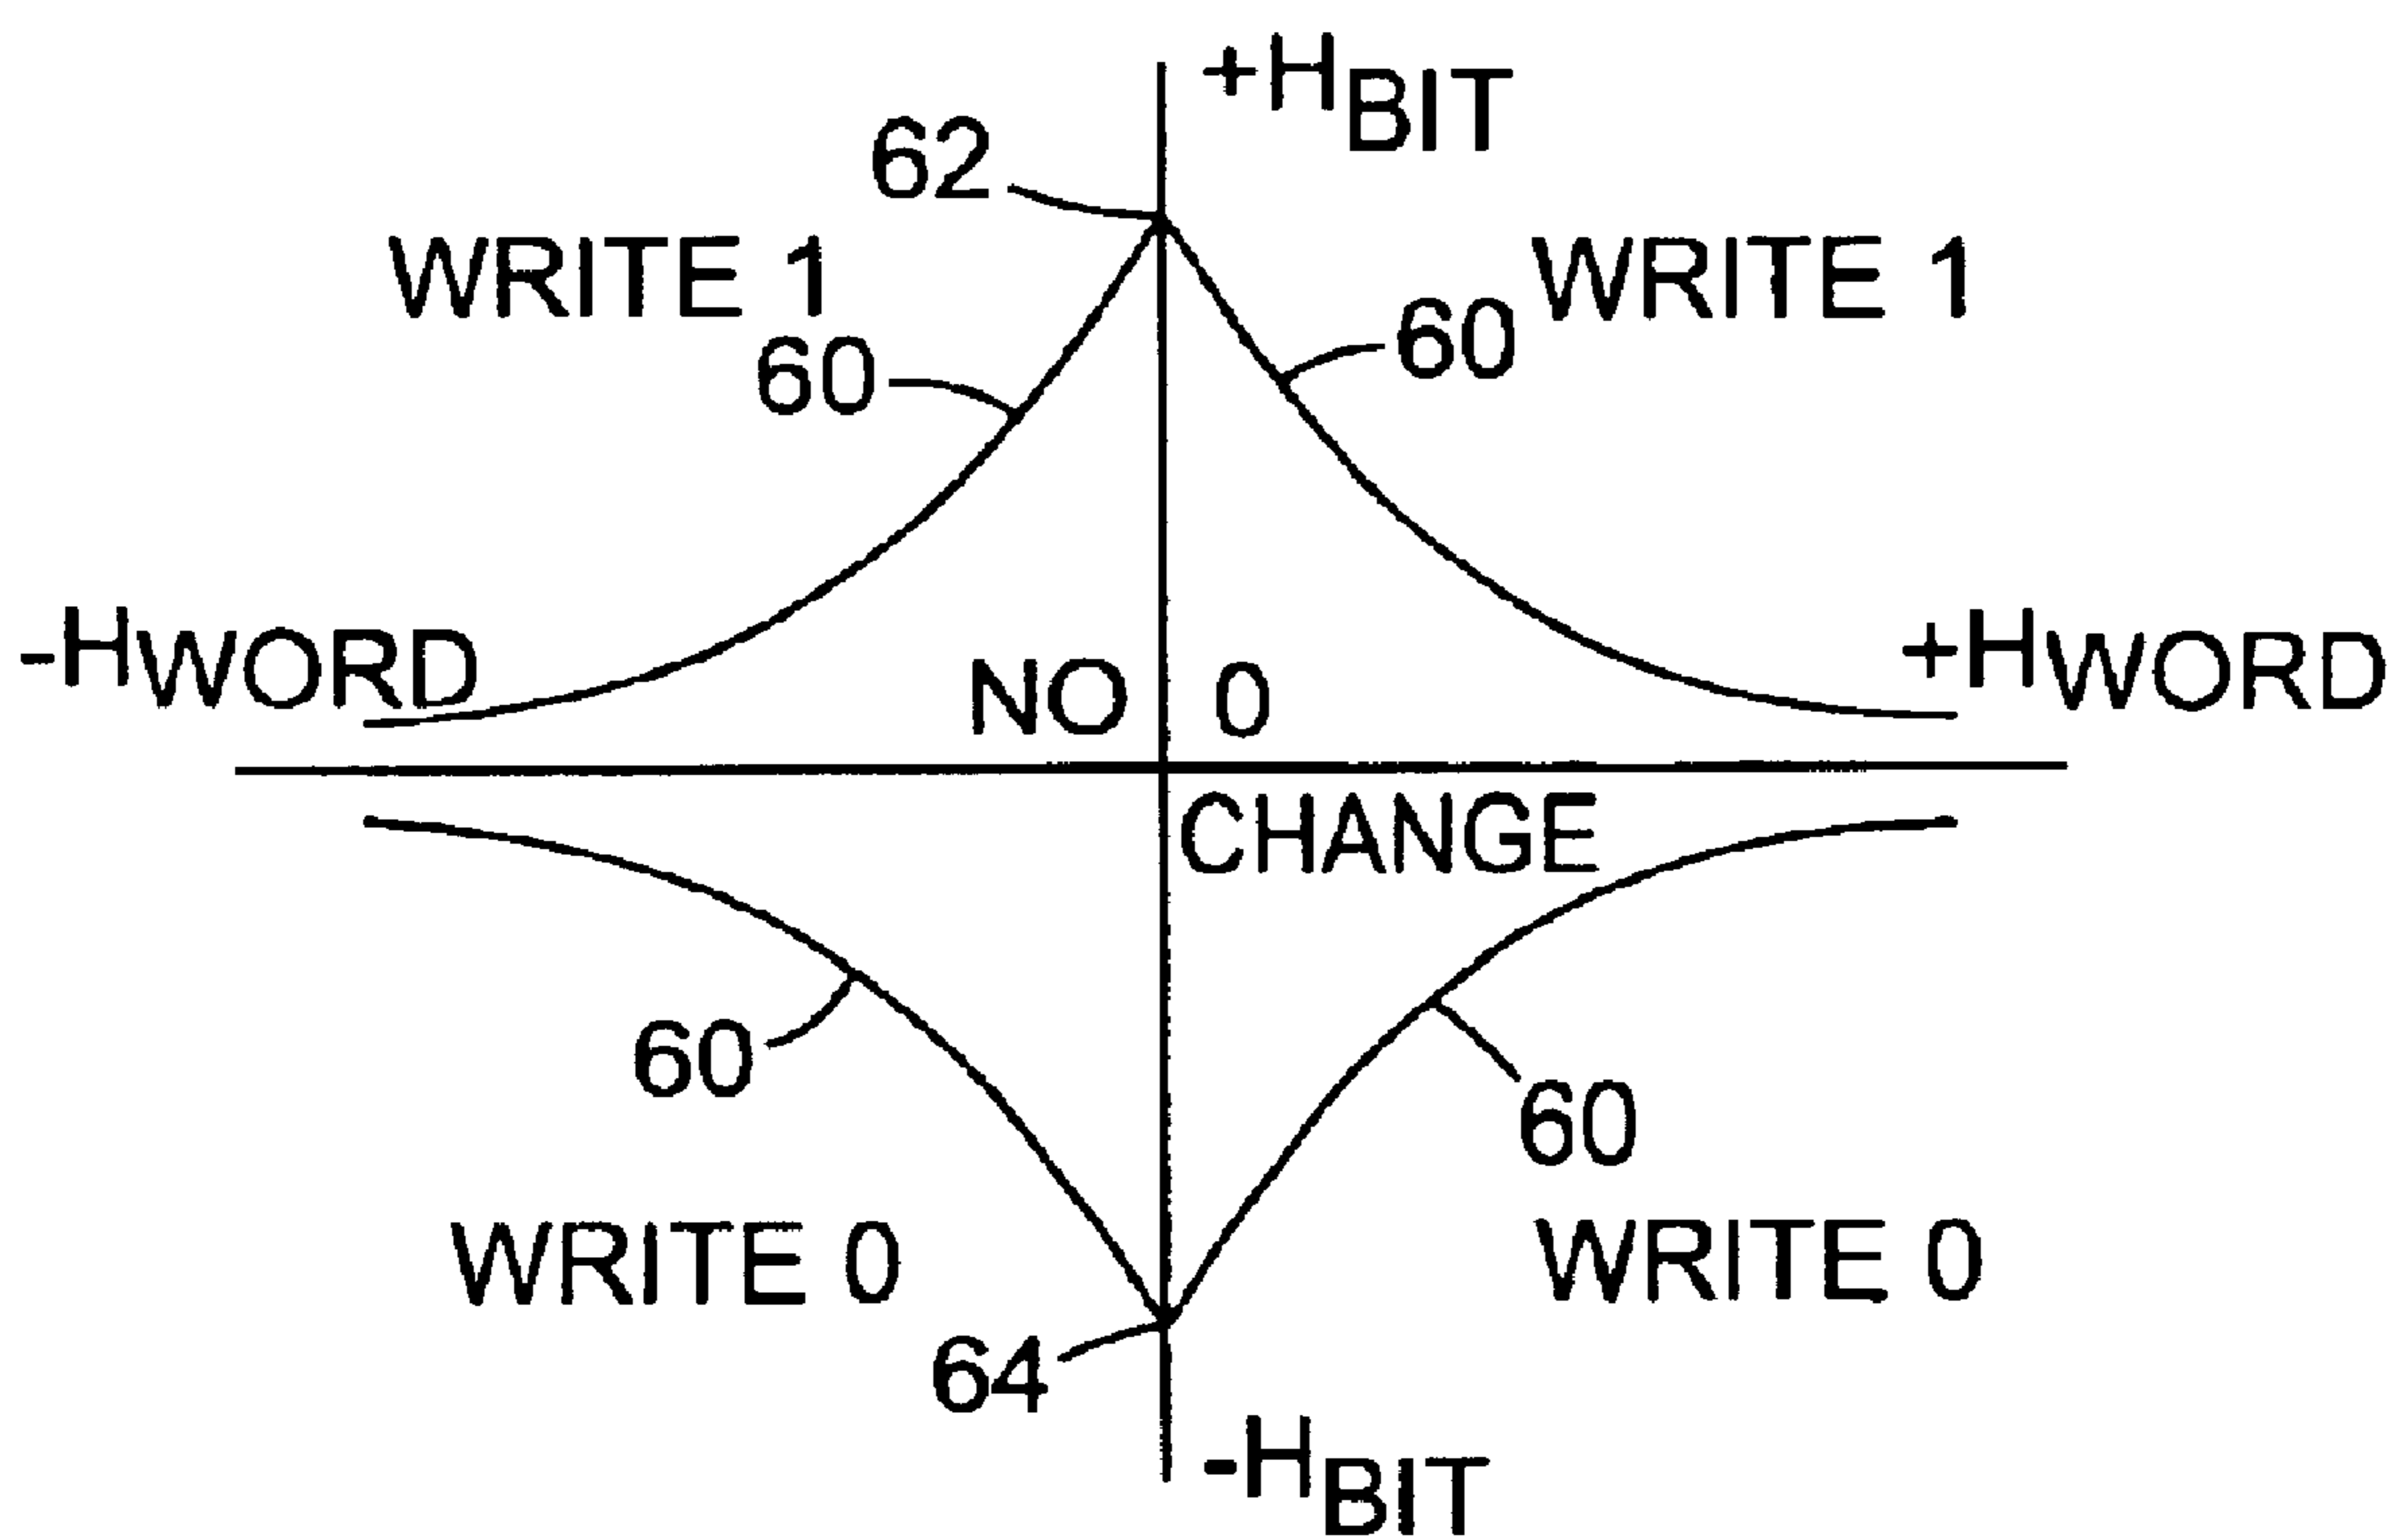 +HBIT
62
WRITE 1
WRITE 1
60
60
-HWORD
+HWORD
NO 0
CHANGE
60
60
WRITE 0
WRITE 0
64
-HBIT